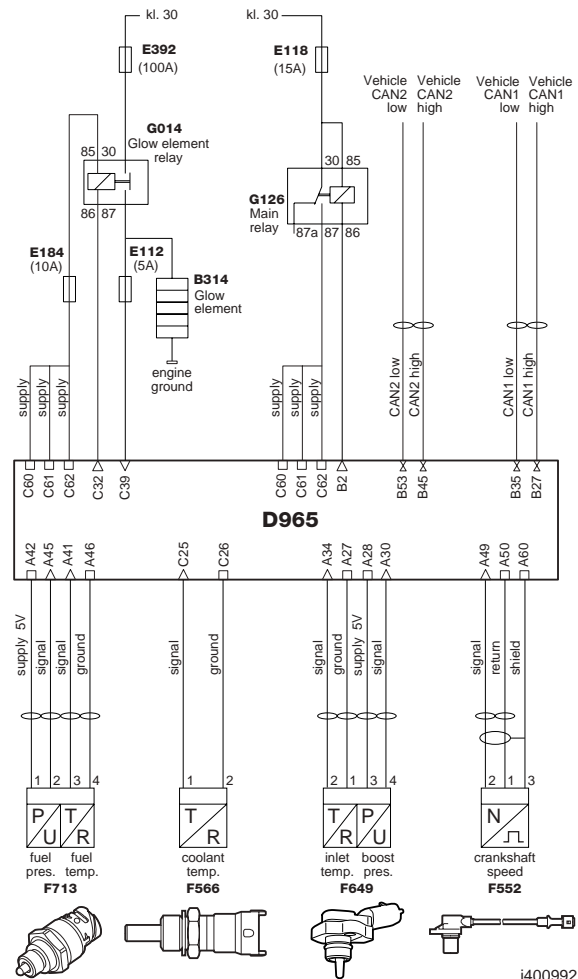 kl. 30
kl. 30
E392
(100A)
E118
(15A)
Vehicle CAN2 low
Vehicle CAN2 high
Vehicle CAN1 low
Vehicle CAN1 high
G014
Glow element relay
85 30
86 87
30 85
G126
Main relay
87a 87 86
E184
(10A)
E112
(5A)
B314
Glow element
engine ground
supply
supply
supply
supply
supply
supply
CAN2 low
CAN2 high
CAN1 low
CAN1 high
C60
C61
C62
C32
C39
C60
C61
C62
B2
B53
B45
B35
B27
D965
A42
A45
A41
A46
C25
C26
A34
A27
A28
A30
A49
A50
A60
supply 5V
signal
signal
ground
signal
ground
signal
ground
supply 5V
signal
signal
return
shield
1 2 3 4
1 2
2 1 3 4
2 1 3
P U T R
T R
T R P U
N
fuel pres.
fuel temp.
F713
coolant temp.
F566
inlet temp.
boost pres.
F649
crankshaft speed
F552
i400992